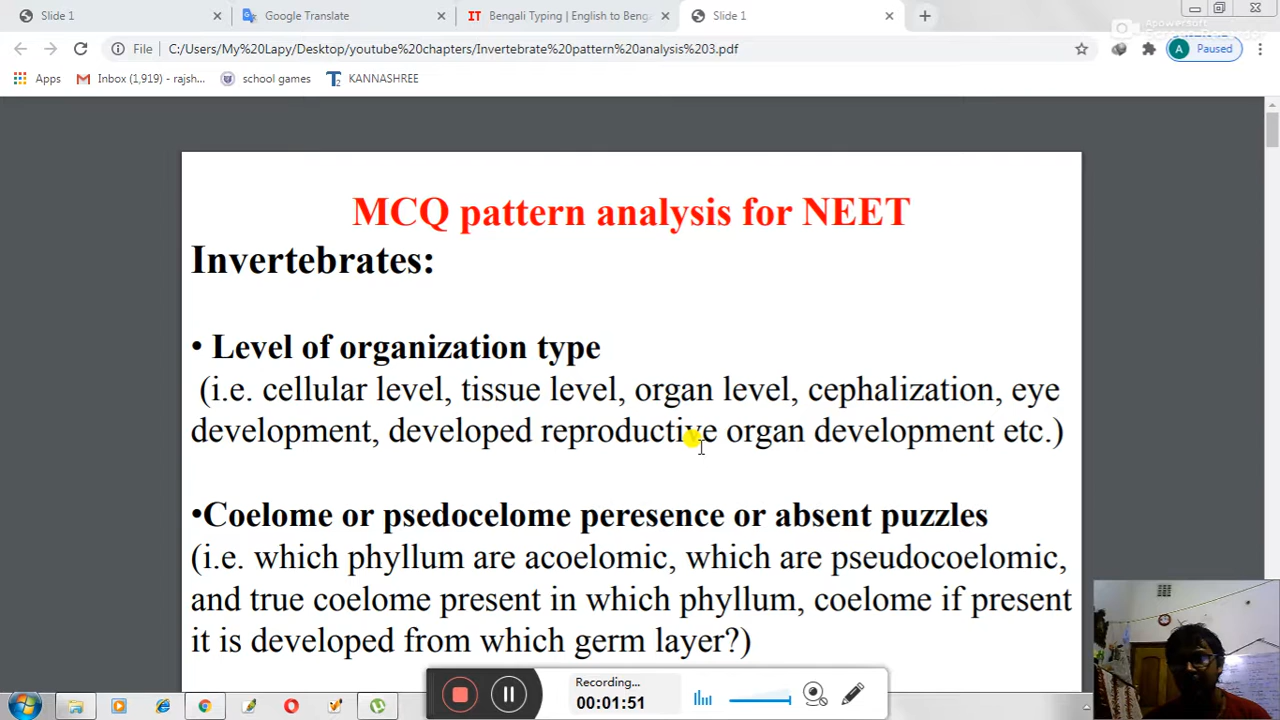 Slide 1
Google Translate
Bengali Typing | English to Beng
Slide 1
File
C:/Users/My%20Lapy/Desktop/youtube%20chapters/Invertebrate%20pattern%20analysis%203.pdf
A
Paused
Apowersoft
Screen Recorder
Apps
Inbox (1,919) - rajsh...
school games
KANNASHREE
MCQ pattern analysis for NEET
Invertebrates:
• Level of organization type
(i.e. cellular level, tissue level, organ level, cephalization, eye
development, developed reproductive organ development etc.)
•Coelome or psedocelome peresence or absent puzzles
(i.e. which phyllum are acoelomic, which are pseudocoelomic,
and true coelome present in which phyllum, coelome if present
it is developed from which germ layer?)
Recording...
00:01:51